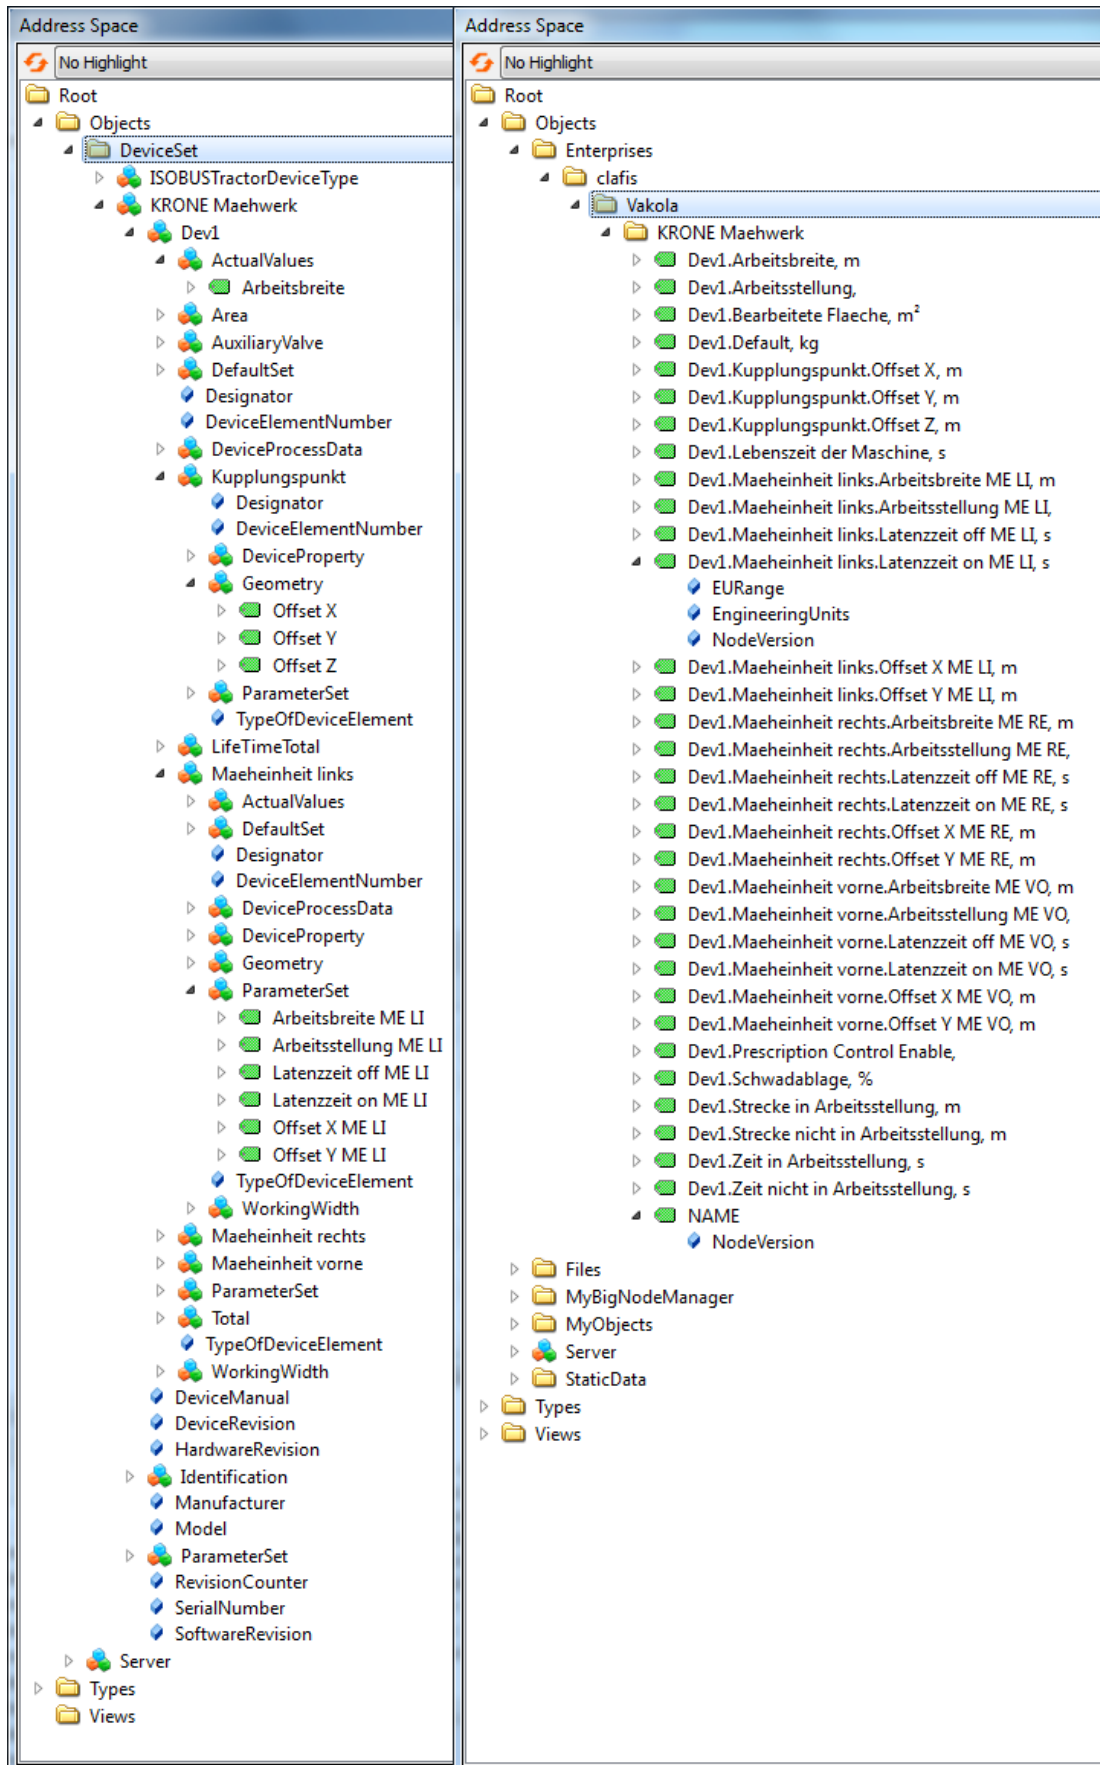 Address Space
No Highlight
Root
Objects
DeviceSet
ISOBUSTractorDeviceType
KRONE Maehwerk
Dev1
ActualValues
Arbeitsbreite
Area
AuxiliaryValve
DefaultSet
Designator
DeviceElementNumber
DeviceProcessData
Kupplungspunkt
Designator
DeviceElementNumber
DeviceProperty
Geometry
Offset X
Offset Y
Offset Z
ParameterSet
TypeOfDeviceElement
LifeTimeTotal
Maeheinheit links
ActualValues
DefaultSet
Designator
DeviceElementNumber
DeviceProcessData
DeviceProperty
Geometry
ParameterSet
Arbeitsbreite ME LI
Arbeitsstellung ME LI
Latenzzeit off ME LI
Latenzzeit on ME LI
Offset X ME LI
Offset Y ME LI
TypeOfDeviceElement
WorkingWidth
Maeheinheit rechts
Maeheinheit vorne
ParameterSet
Total
TypeOfDeviceElement
WorkingWidth
DeviceManual
DeviceRevision
HardwareRevision
Identification
Manufacturer
Model
ParameterSet
RevisionCounter
SerialNumber
SoftwareRevision
Server
Types
Views
Address Space
No Highlight
Root
Objects
Enterprises
clafis
Vakola
KRONE Maehwerk
Dev1.Arbeitsbreite, m
Dev1.Arbeitsstellung,
Dev1.Bearbeitete Flaeche, m²
Dev1.Default, kg
Dev1.Kupplungspunkt.Offset X, m
Dev1.Kupplungspunkt.Offset Y, m
Dev1.Kupplungspunkt.Offset Z, m
Dev1.Lebenszeit der Maschine, s
Dev1.Maeheinheit links.Arbeitsbreite ME LI, m
Dev1.Maeheinheit links.Arbeitsstellung ME LI,
Dev1.Maeheinheit links.Latenzzeit off ME LI, s
Dev1.Maeheinheit links.Latenzzeit on ME LI, s
EURange
EngineeringUnits
NodeVersion
Dev1.Maeheinheit links.Offset X ME LI, m
Dev1.Maeheinheit links.Offset Y ME LI, m
Dev1.Maeheinheit rechts.Arbeitsbreite ME RE, m
Dev1.Maeheinheit rechts.Arbeitsstellung ME RE,
Dev1.Maeheinheit rechts.Latenzzeit off ME RE, s
Dev1.Maeheinheit rechts.Latenzzeit on ME RE, s
Dev1.Maeheinheit rechts.Offset X ME RE, m
Dev1.Maeheinheit rechts.Offset Y ME RE, m
Dev1.Maeheinheit vorne.Arbeitsbreite ME VO, m
Dev1.Maeheinheit vorne.Arbeitsstellung ME VO,
Dev1.Maeheinheit vorne.Latenzzeit off ME VO, s
Dev1.Maeheinheit vorne.Latenzzeit on ME VO, s
Dev1.Maeheinheit vorne.Offset X ME VO, m
Dev1.Maeheinheit vorne.Offset Y ME VO, m
Dev1.Prescription Control Enable,
Dev1.Schwadablage, %
Dev1.Strecke in Arbeitsstellung, m
Dev1.Strecke nicht in Arbeitsstellung, m
Dev1.Zeit in Arbeitsstellung, s
Dev1.Zeit nicht in Arbeitsstellung, s
NAME
NodeVersion
Files
MyBigNodeManager
MyObjects
Server
StaticData
Types
Views